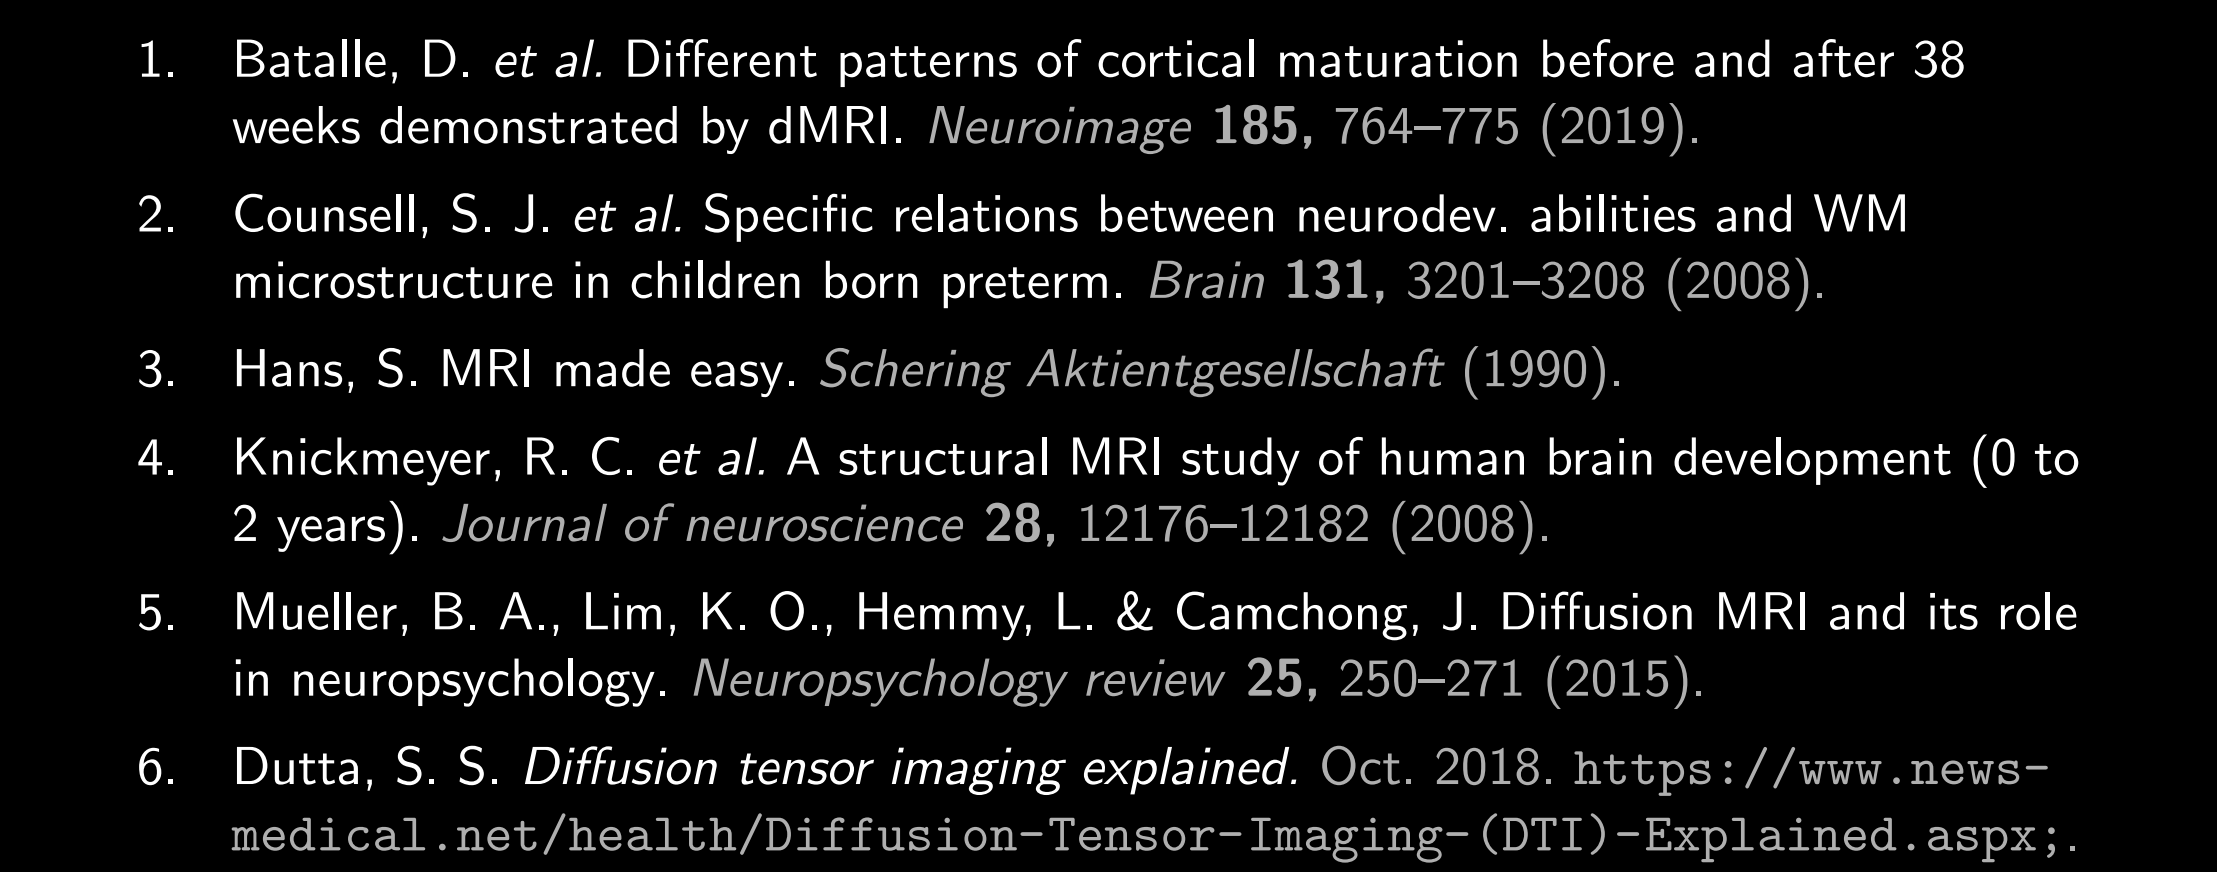 1. Batalle, D. et al. Different patterns of cortical maturation before and after 38
weeks demonstrated by dMRI. Neuroimage 185, 764–775 (2019).
2. Counsell, S. J. et al. Specific relations between neurodev. abilities and WM
microstructure in children born preterm. Brain 131, 3201–3208 (2008).
3. Hans, S. MRI made easy. Schering Aktientgesellschaft (1990).
4. Knickmeyer, R. C. et al. A structural MRI study of human brain development (0 to
2 years). Journal of neuroscience 28, 12176–12182 (2008).
5. Mueller, B. A., Lim, K. O., Hemmy, L. & Camchong, J. Diffusion MRI and its role
in neuropsychology. Neuropsychology review 25, 250–271 (2015).
6. Dutta, S. S. Diffusion tensor imaging explained. Oct. 2018. https://www.news-
medical.net/health/Diffusion-Tensor-Imaging-(DTI)-Explained.aspx;.